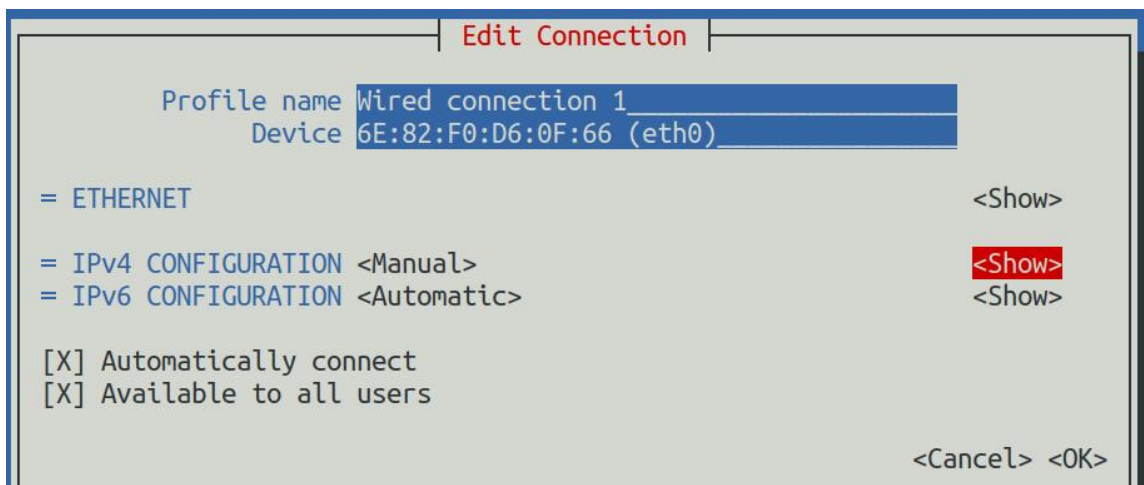 Edit Connection
Profile name Wired connection 1
Device 6E:82:F0:D6:0F:66 (eth0)
= ETHERNET <Show>
= IPv4 CONFIGURATION <Manual> <Show>
= IPv6 CONFIGURATION <Automatic> <Show>
[X] Automatically connect
[X] Available to all users
<Cancel> <OK>